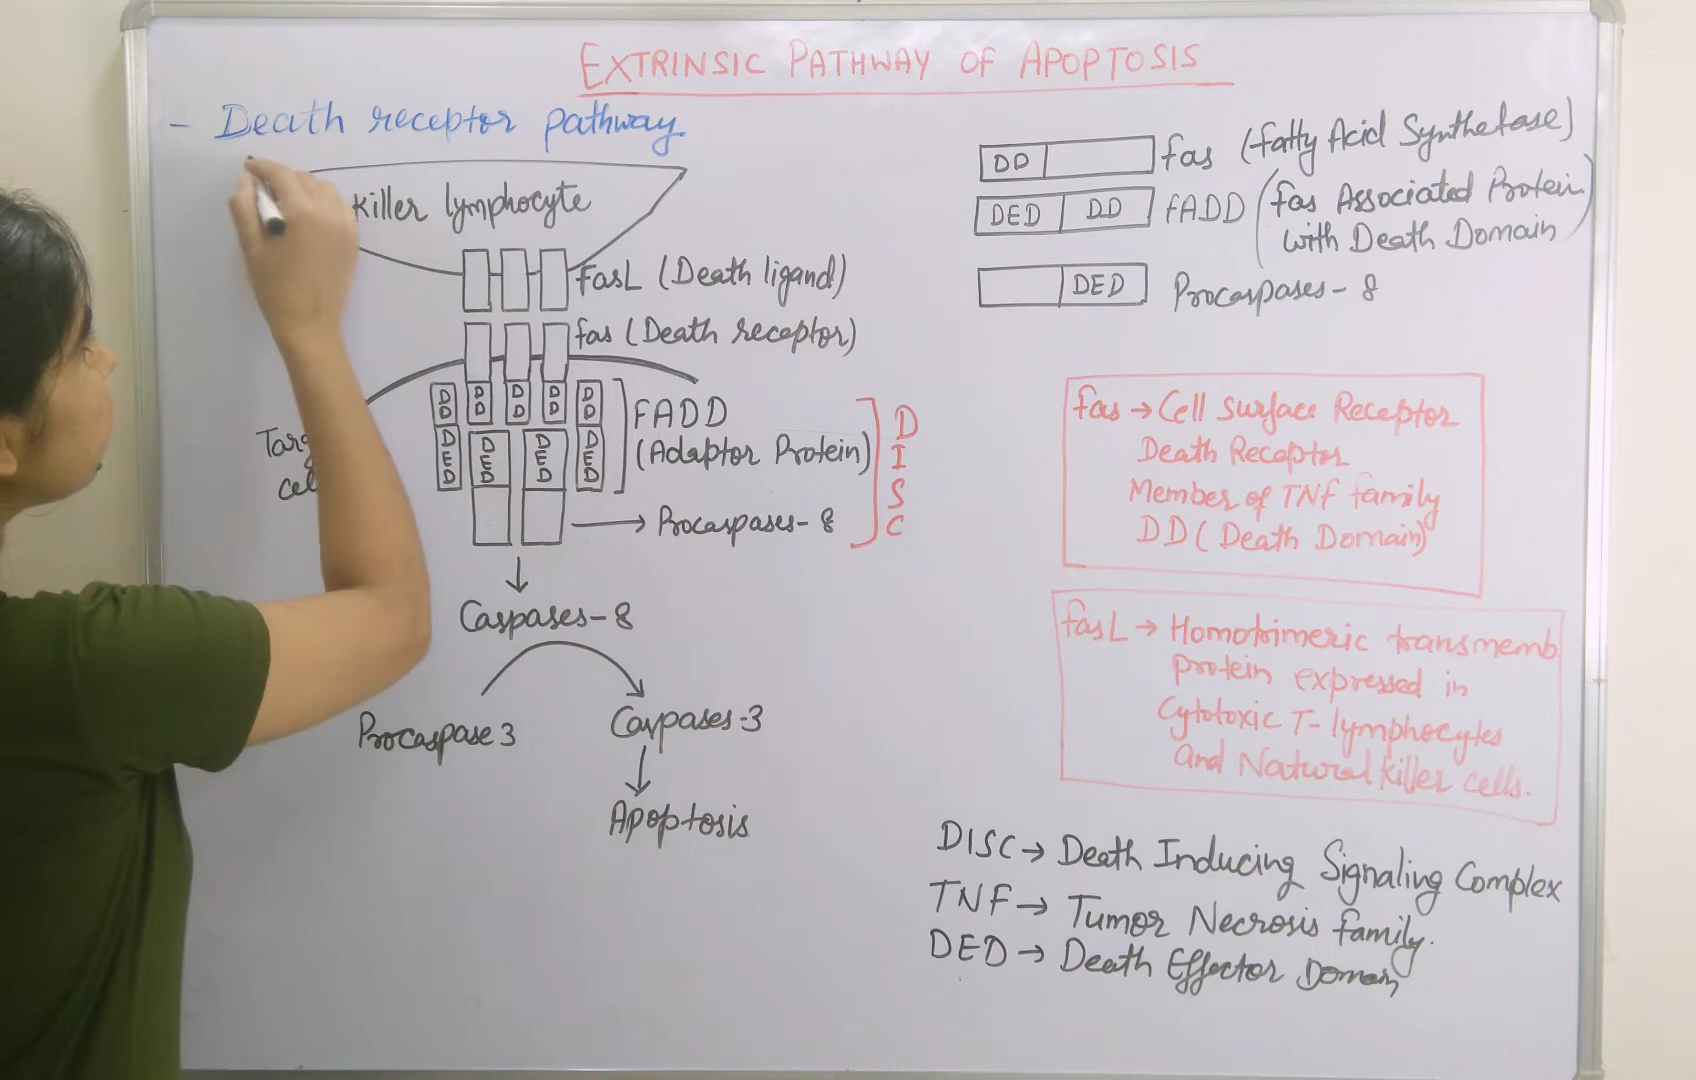 EXTRINSIC PATHWAY OF APOPTOSIS
- Death receptor pathway
Killer lymphocyte
FasL (Death ligand)
fas (Death receptor)
DD DD DD DD DD
DED DED DED DED
FADD
(Adaptor Protein)
DISC
→ Procaspases-8
Caspases-8
Procaspase 3
Caspases-3
Apoptosis
DD fas (fatty Acid Synthetase)
DED DD fADD (fas Associated Protein
with Death Domain
DED Procaspases-8
fas → Cell Surface Receptor
Death Receptor
Member of TNF family
DD (Death Domain)
fasL → Homotrimeric transmemb
protein expressed in
Cytotoxic T-lymphocytes
and Natural killer cells.
DISC → Death Inducing Signaling Complex
TNF → Tumor Necrosis family.
DED → Death Effector Domain